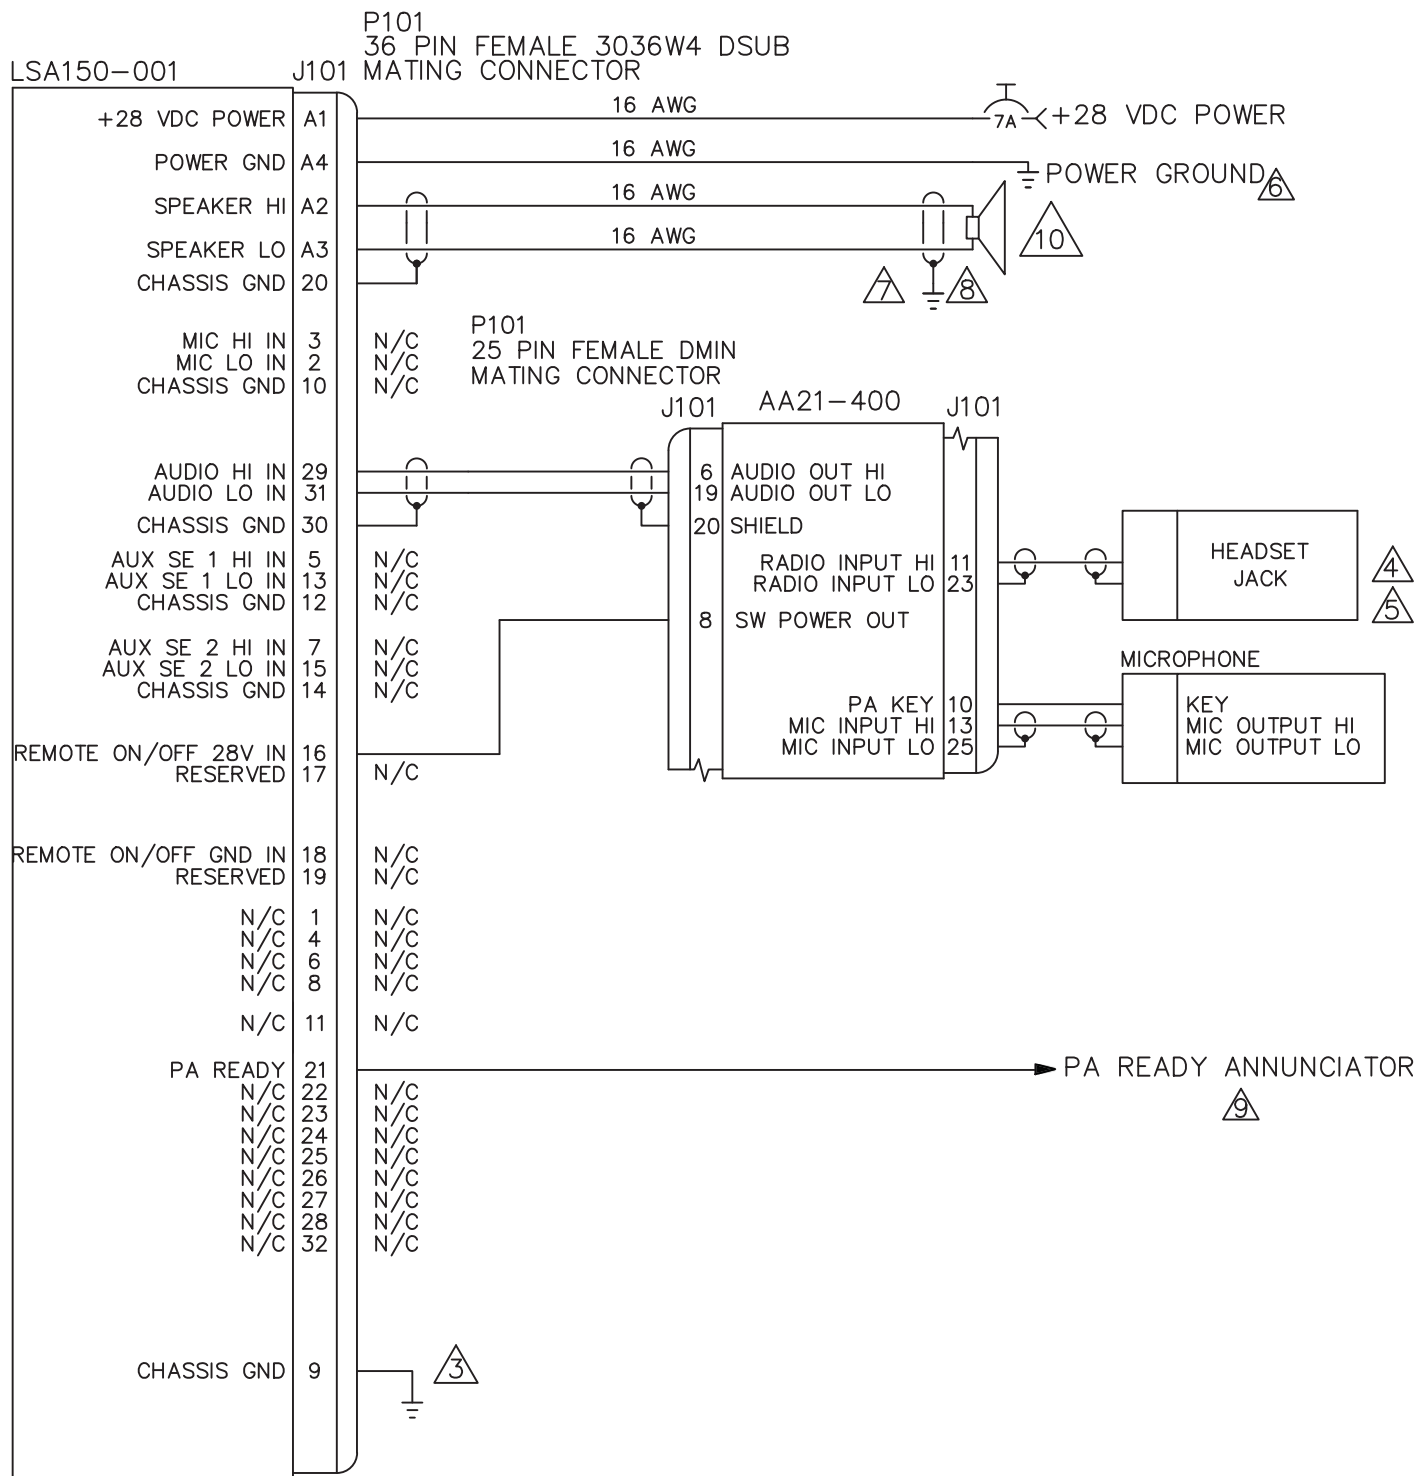 P101
36 PIN FEMALE 3036W4 DSUB
MATING CONNECTOR
LSA150-001 J101
+28 VDC POWER A1 16 AWG 7A +28 VDC POWER
POWER GND A4 16 AWG POWER GROUND 6
SPEAKER HI A2 16 AWG
SPEAKER LO A3 16 AWG 10
CHASSIS GND 20 7 8
MIC HI IN 3 N/C
MIC LO IN 2 N/C
CHASSIS GND 10 N/C
P101
25 PIN FEMALE DMIN
MATING CONNECTOR
J101 AA21-400 J101
AUDIO HI IN 29 6 AUDIO OUT HI
AUDIO LO IN 31 19 AUDIO OUT LO
CHASSIS GND 30 20 SHIELD
AUX SE 1 HI IN 5 N/C
AUX SE 1 LO IN 13 N/C
CHASSIS GND 12 N/C
RADIO INPUT HI 11
RADIO INPUT LO 23
HEADSET
JACK
4
5
8 SW POWER OUT
AUX SE 2 HI IN 7 N/C
AUX SE 2 LO IN 15 N/C
CHASSIS GND 14 N/C
MICROPHONE
PA KEY 10 KEY
MIC INPUT HI 13 MIC OUTPUT HI
MIC INPUT LO 25 MIC OUTPUT LO
REMOTE ON/OFF 28V IN 16
RESERVED 17 N/C
REMOTE ON/OFF GND IN 18 N/C
RESERVED 19 N/C
N/C 1 N/C
N/C 4 N/C
N/C 6 N/C
N/C 8 N/C
N/C 11 N/C
PA READY 21 PA READY ANNUNCIATOR
9
N/C 22 N/C
N/C 23 N/C
N/C 24 N/C
N/C 25 N/C
N/C 26 N/C
N/C 27 N/C
N/C 28 N/C
N/C 32 N/C
CHASSIS GND 9 3